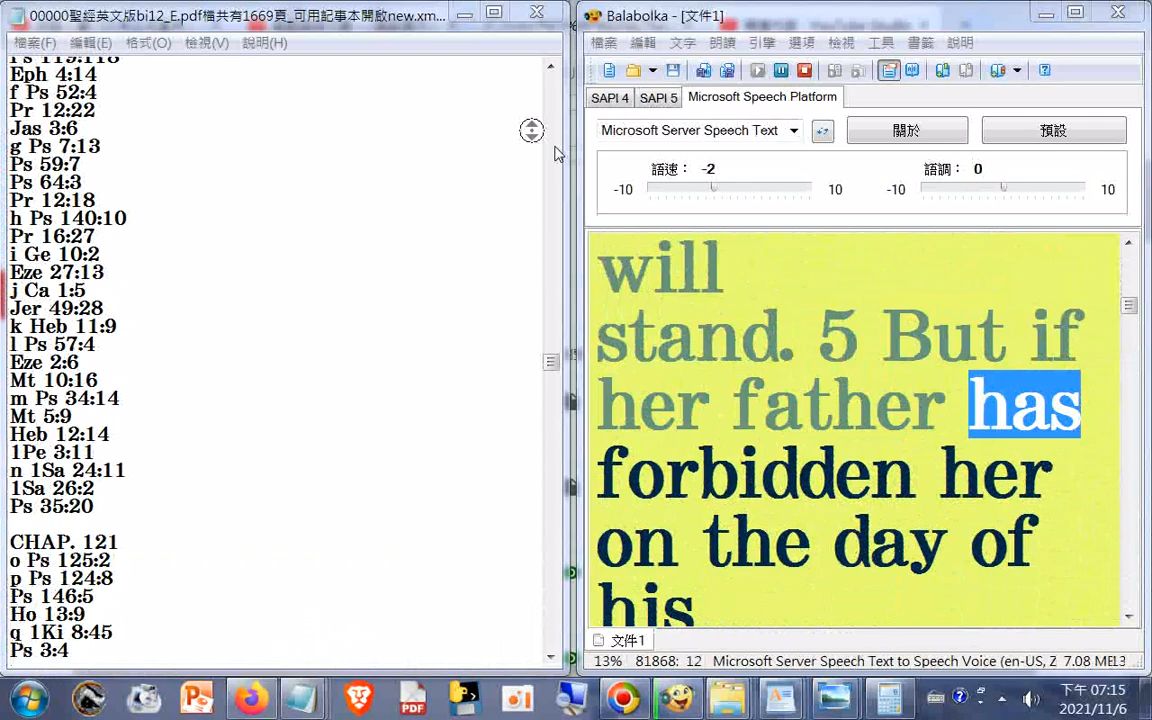 00000聖經英文版bi12_E.pdf檔共有1669頁_可用記事本開啟new.xm...
檔案(F) 編輯(E) 格式(O) 檢視(V) 說明(H)
Ps 119:118
Eph 4:14
f Ps 52:4
Pr 12:22
Jas 3:6
g Ps 7:13
Ps 59:7
Ps 64:3
Pr 12:18
h Ps 140:10
Pr 16:27
i Ge 10:2
Eze 27:13
j Ca 1:5
Jer 49:28
k Heb 11:9
l Ps 57:4
Eze 2:6
Mt 10:16
m Ps 34:14
Mt 5:9
Heb 12:14
1Pe 3:11
n 1Sa 24:11
1Sa 26:2
Ps 35:20
CHAP. 121
o Ps 125:2
p Ps 124:8
Ps 146:5
Ho 13:9
q 1Ki 8:45
Ps 3:4
Balabolka - [文件1]
檔案 編輯 文字 朗讀 引擎 選項 檢視 工具 書籤 說明
SAPI 4 SAPI 5 Microsoft Speech Platform
Microsoft Server Speech Text 關於 預設
語速： -2 語調： 0
-10 10 -10 10
will
stand. 5 But if
her father has
forbidden her
on the day of
his
文件1
13% 81868: 12 Microsoft Server Speech Text to Speech Voice (en-US, Z 7.08 MB
PDF
下午 07:15
2021/11/6